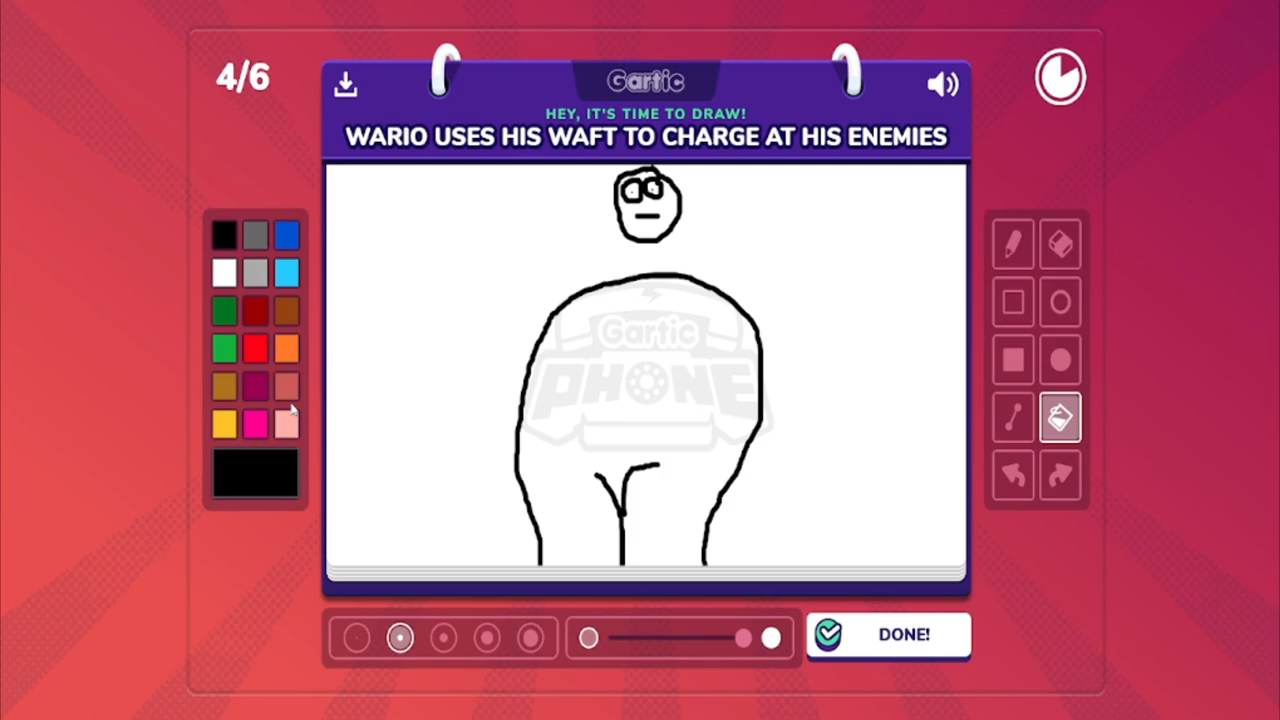 4/6
Gartic
HEY, IT'S TIME TO DRAW!
WARIO USES HIS WAFT TO CHARGE AT HIS ENEMIES
Gartic
PHONE
DONE!